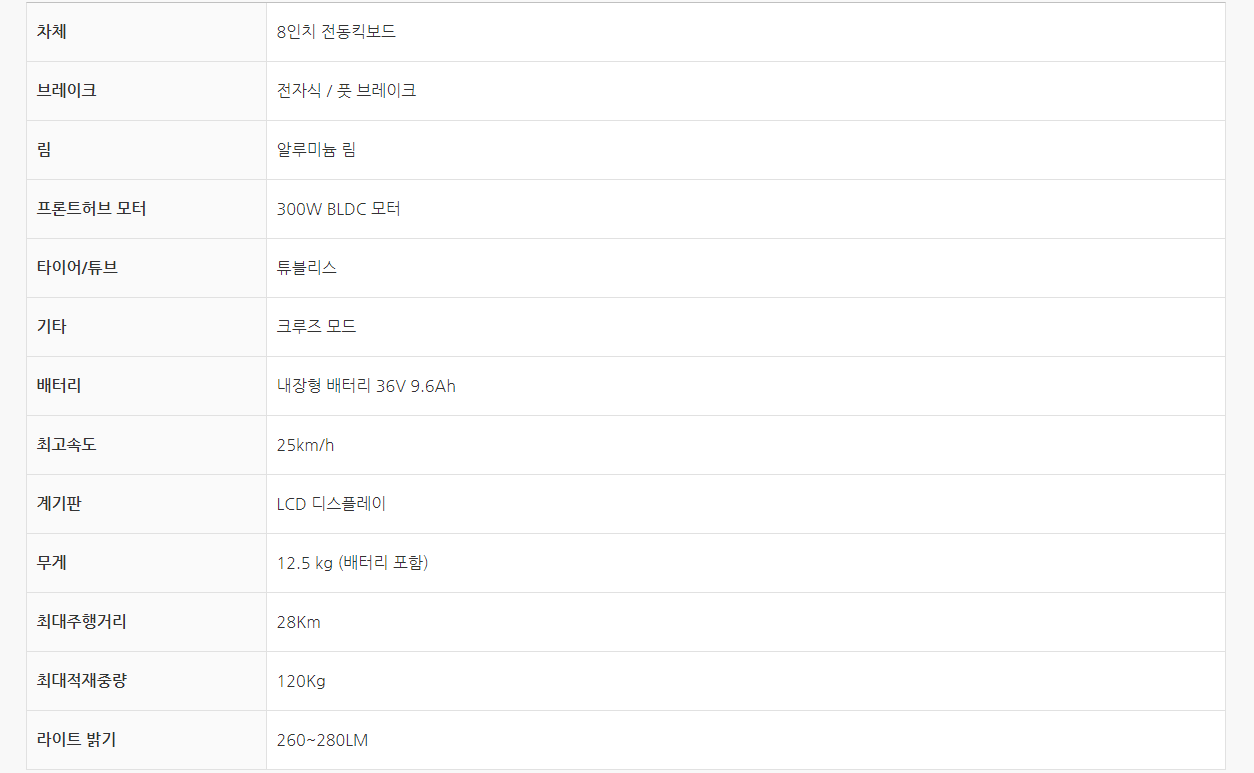 차체 8인치 전동킥보드
브레이크 전자식 / 풋 브레이크
림 알루미늄 림
프론트허브 모터 300W BLDC 모터
타이어/튜브 튜블리스
기타 크루즈 모드
배터리 내장형 배터리 36V 9.6Ah
최고속도 25km/h
계기판 LCD 디스플레이
무게 12.5 kg (배터리 포함)
최대주행거리 28Km
최대적재중량 120Kg
라이트 밝기 260~280LM